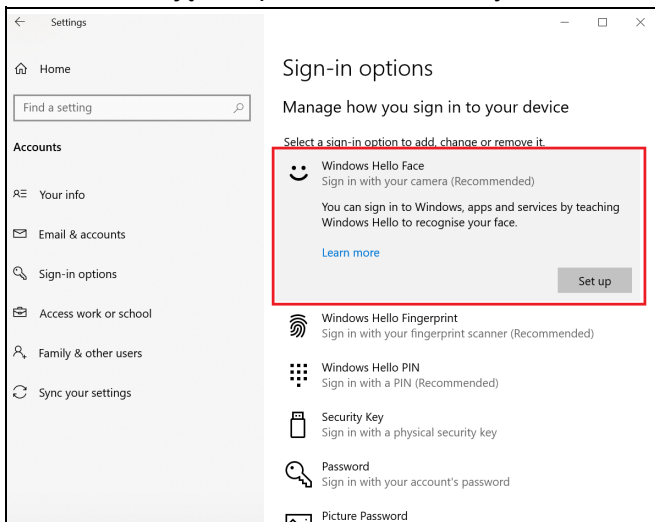 Settings
Home
Find a setting
Accounts
Your info
Email & accounts
Sign-in options
Access work or school
Family & other users
Sync your settings
Sign-in options
Manage how you sign in to your device
Select a sign-in option to add, change or remove it.
Windows Hello Face
Sign in with your camera (Recommended)
You can sign in to Windows, apps and services by teaching
Windows Hello to recognise your face.
Learn more
Set up
Windows Hello Fingerprint
Sign in with your fingerprint scanner (Recommended)
Windows Hello PIN
Sign in with a PIN (Recommended)
Security Key
Sign in with a physical security key
Password
Sign in with your account's password
Picture Password